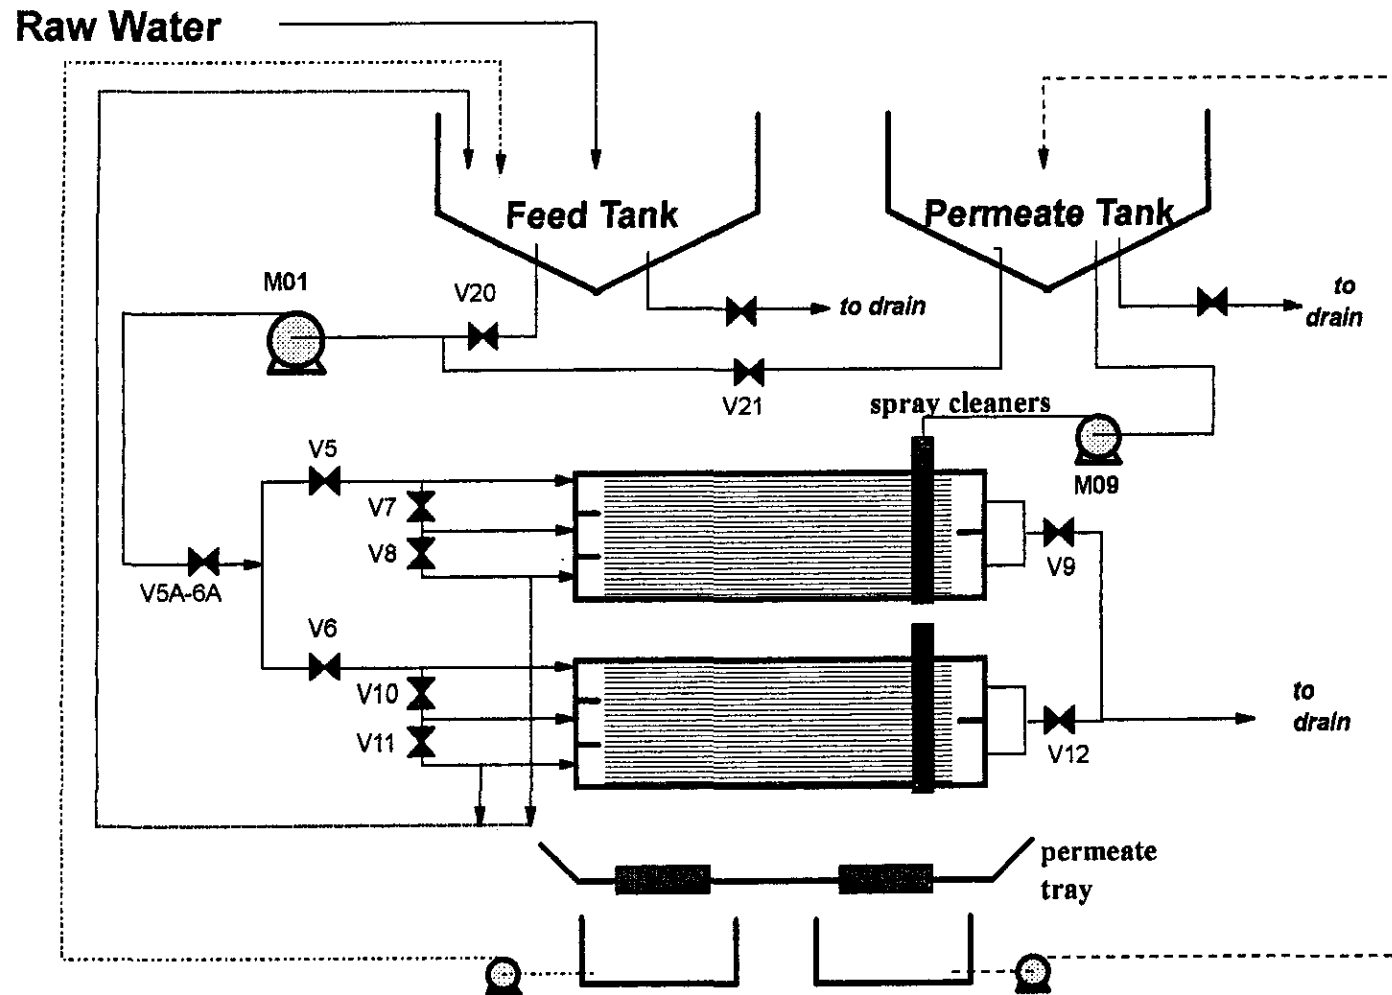 Raw Water
Feed Tank
Permeate Tank
M01
V20
to drain
to
drain
V21
spray cleaners
M09
V5
V7
V8
V9
V5A-6A
V6
V10
V11
V12
to
drain
permeate
tray